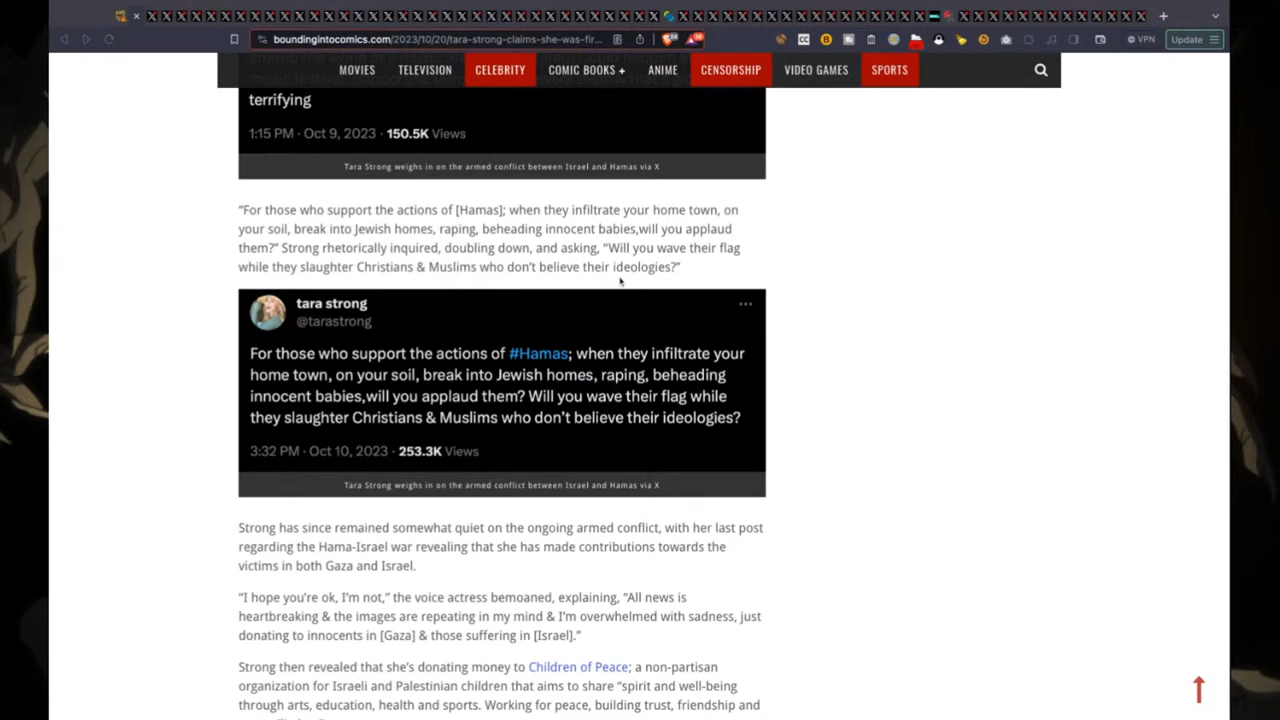 boundingintocomics.com/2023/10/20/tara-strong-claims-she-was-fir...
VPN
Update
MOVIES TELEVISION CELEBRITY COMIC BOOKS + ANIME CENSORSHIP VIDEO GAMES SPORTS
terrifying
1:15 PM · Oct 9, 2023 · 150.5K Views
Tara Strong weighs in on the armed conflict between Israel and Hamas via X
“For those who support the actions of [Hamas]; when they infiltrate your home town, on
your soil, break into Jewish homes, raping, beheading innocent babies,will you applaud
them?” Strong rhetorically inquired, doubling down, and asking, “Will you wave their flag
while they slaughter Christians & Muslims who don’t believe their ideologies?”
tara strong
@tarastrong
For those who support the actions of #Hamas; when they infiltrate your
home town, on your soil, break into Jewish homes, raping, beheading
innocent babies,will you applaud them? Will you wave their flag while
they slaughter Christians & Muslims who don’t believe their ideologies?
3:32 PM · Oct 10, 2023 · 253.3K Views
Tara Strong weighs in on the armed conflict between Israel and Hamas via X
Strong has since remained somewhat quiet on the ongoing armed conflict, with her last post
regarding the Hama-Israel war revealing that she has made contributions towards the
victims in both Gaza and Israel.
“I hope you’re ok, I’m not,” the voice actress bemoaned, explaining, “All news is
heartbreaking & the images are repeating in my mind & I’m overwhelmed with sadness, just
donating to innocents in [Gaza] & those suffering in [Israel].”
Strong then revealed that she’s donating money to Children of Peace; a non-partisan
organization for Israeli and Palestinian children that aims to share “spirit and well-being
through arts, education, health and sports. Working for peace, building trust, friendship and